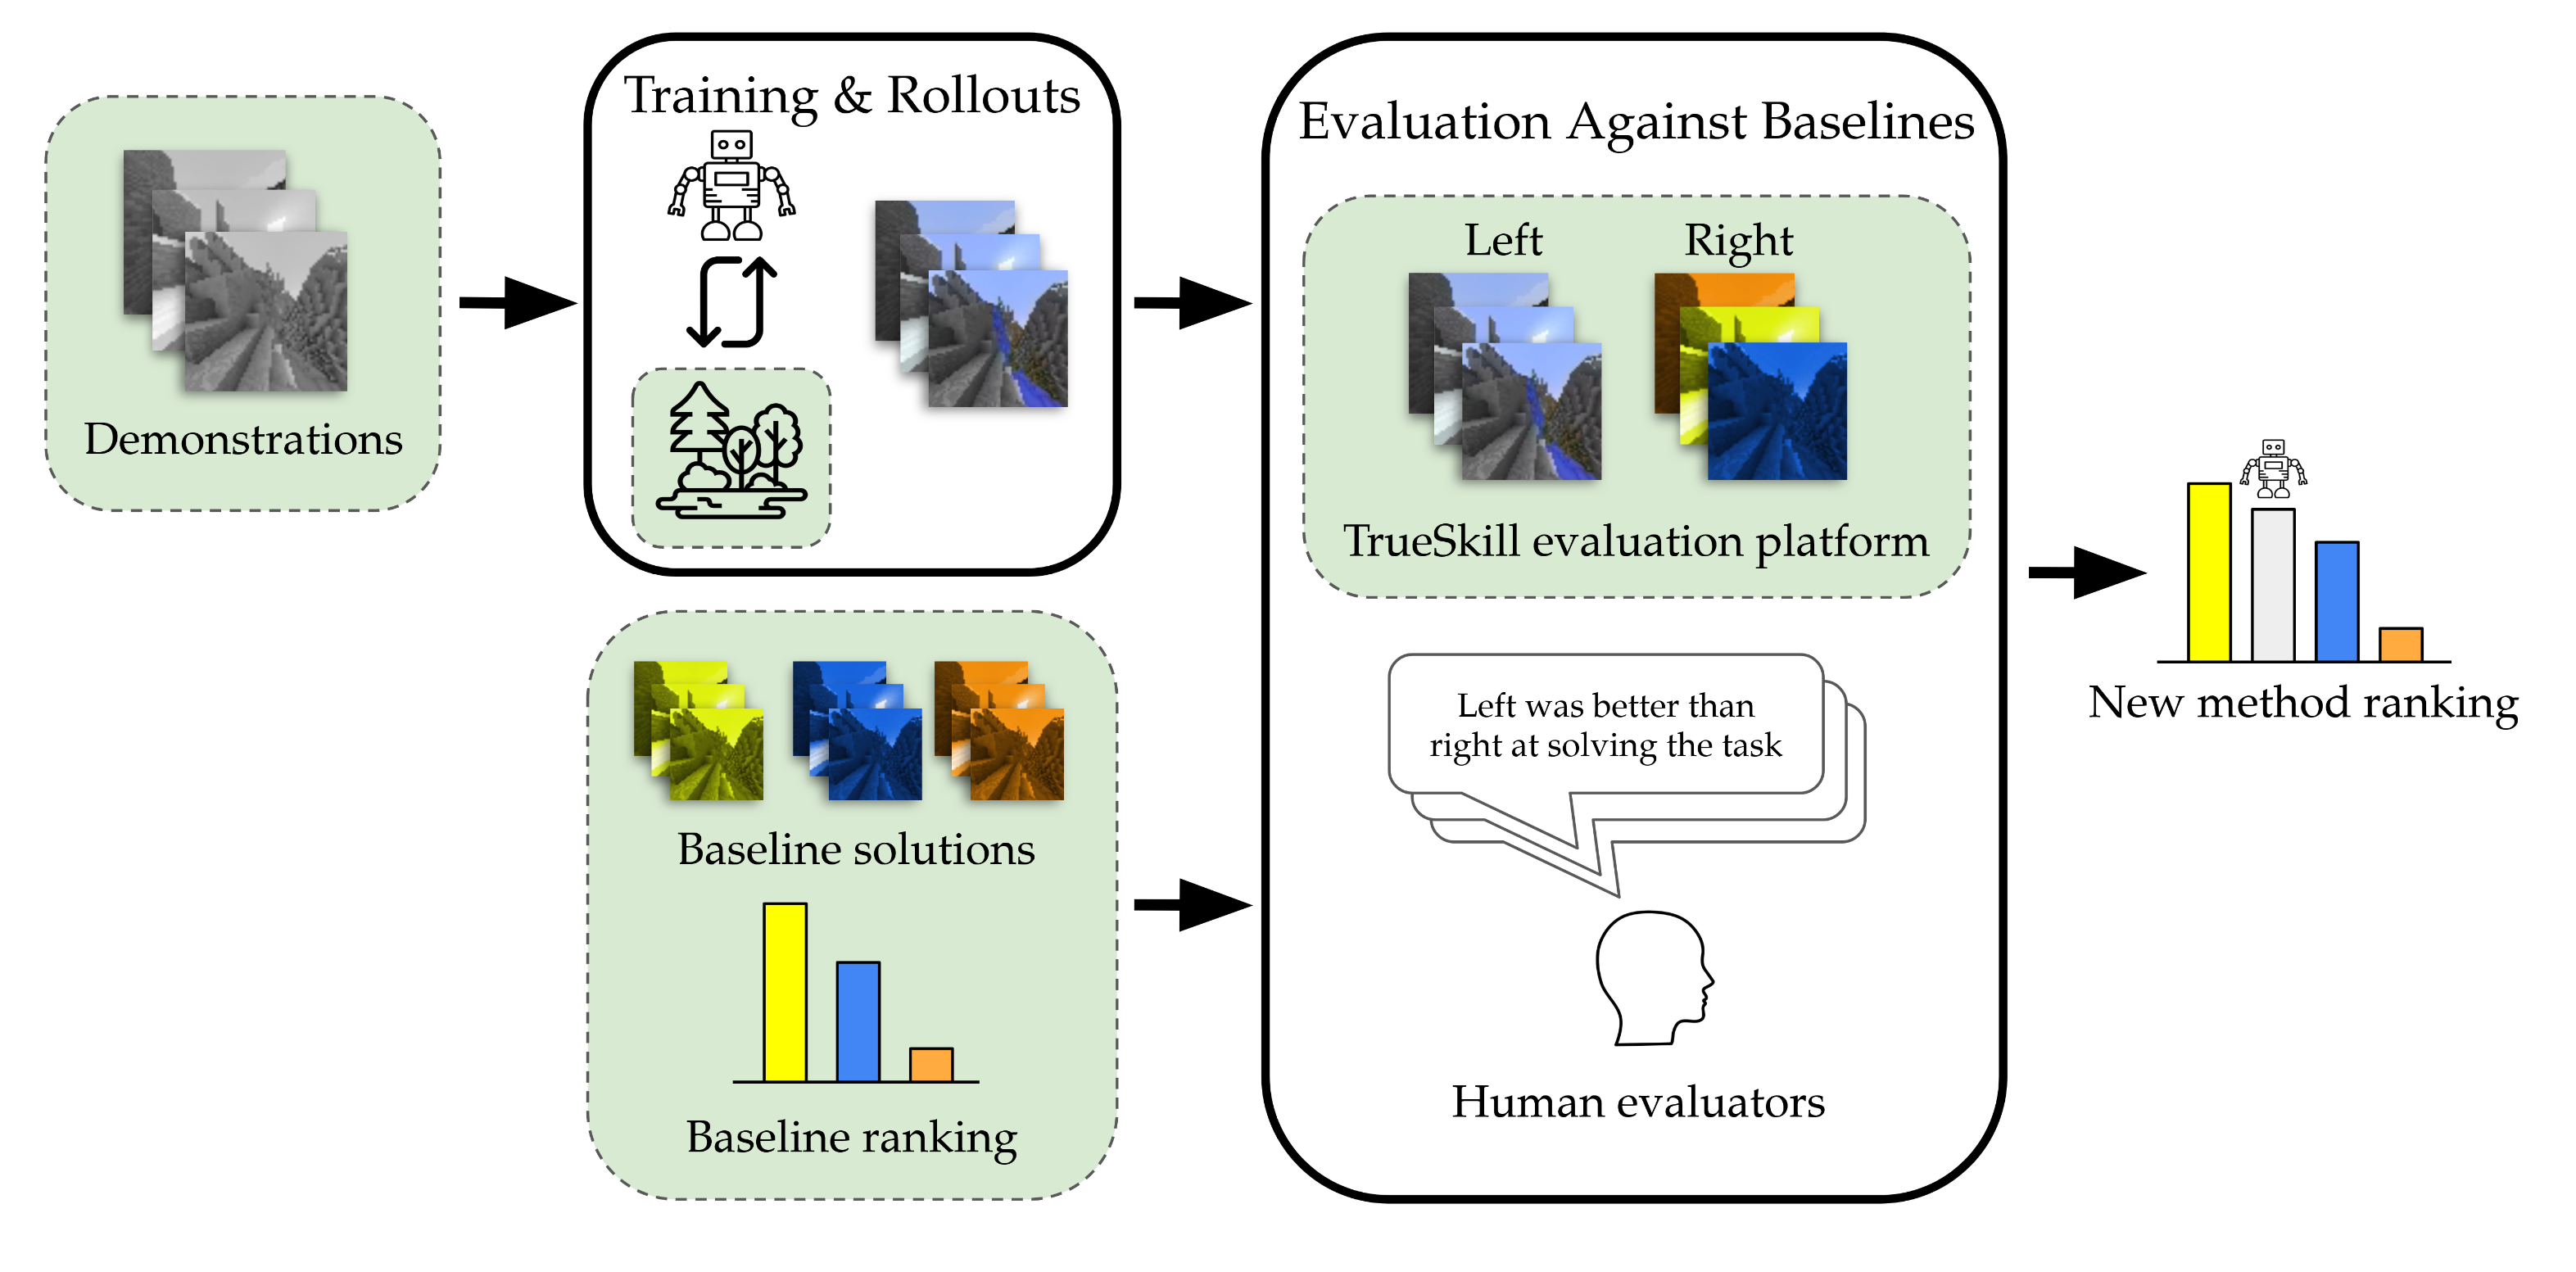 Demonstrations
Training & Rollouts
Baseline solutions
Baseline ranking
Evaluation Against Baselines
Left
Right
TrueSkill evaluation platform
Left was better than
right at solving the task
Human evaluators
New method ranking